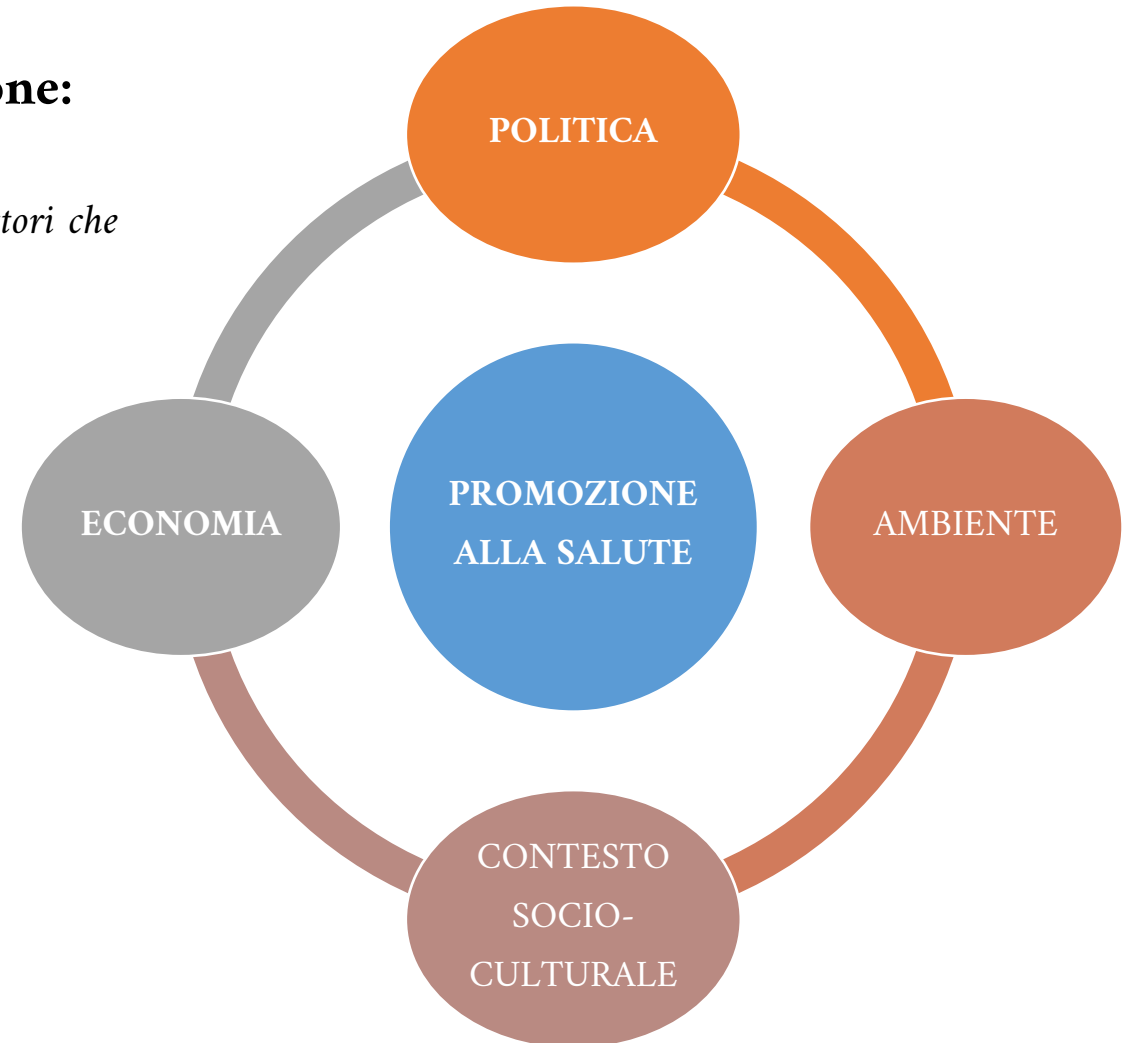 one:
tori che
POLITICA
ECONOMIA
PROMOZIONE
ALLA SALUTE
AMBIENTE
CONTESTO
SOCIO-
CULTURALE